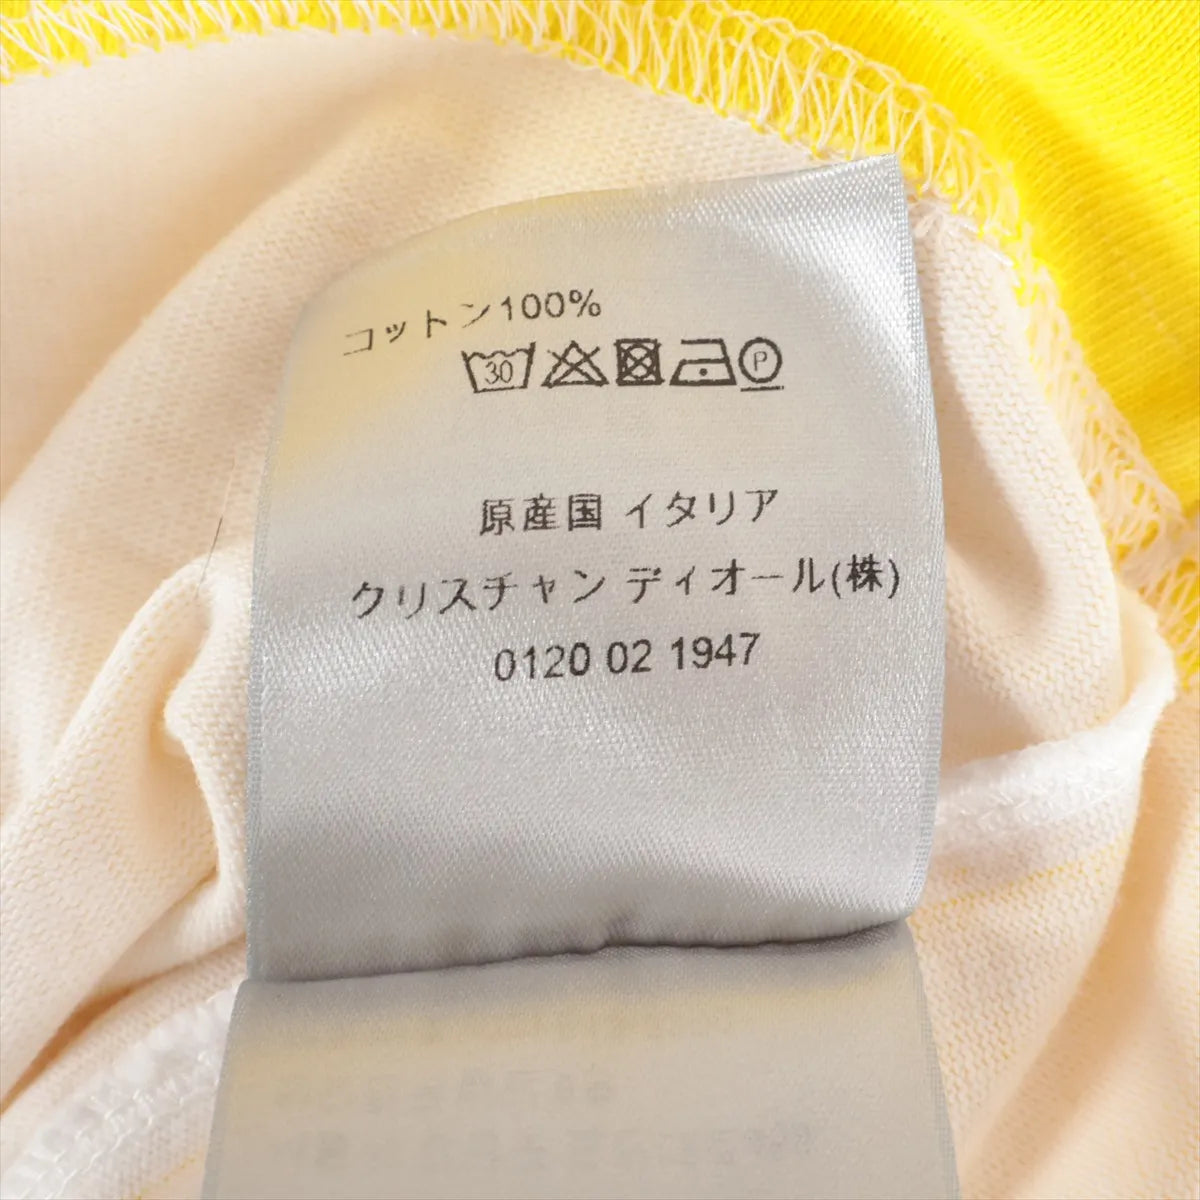 コットン100%
30 P
原産国 イタリア
クリスチャン ディオール(株)
0120 02 1947